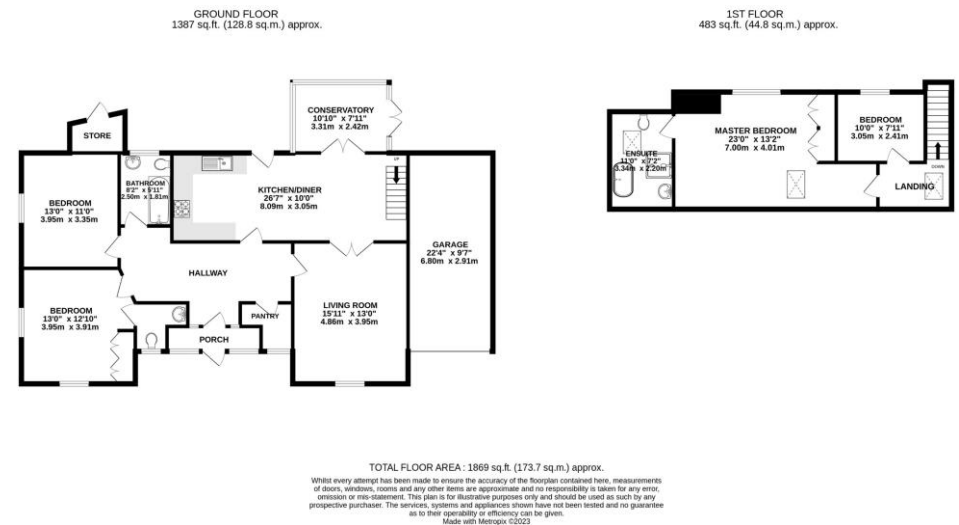 GROUND FLOOR
1387 sq.ft. (128.8 sq.m.) approx.
1ST FLOOR
483 sq.ft. (44.8 sq.m.) approx.
STORE
CONSERVATORY
10'10" x 7'11"
3.31m x 2.42m
BATHROOM
8'2" x 5'11"
2.50m x 1.81m
KITCHEN/DINER
26'7" x 10'0"
8.09m x 3.05m
UP
BEDROOM
13'0" x 11'0"
3.95m x 3.35m
HALLWAY
GARAGE
22'4" x 9'7"
6.80m x 2.91m
BEDROOM
13'0" x 12'10"
3.95m x 3.91m
PANTRY
PORCH
LIVING ROOM
15'11" x 13'0"
4.86m x 3.95m
ENSUITE
11'0" x 7'2"
3.34m x 2.20m
MASTER BEDROOM
23'0" x 13'2"
7.00m x 4.01m
BEDROOM
10'0" x 7'11"
3.05m x 2.41m
DOWN
LANDING
TOTAL FLOOR AREA : 1869 sq.ft. (173.7 sq.m.) approx.
Whilst every attempt has been made to ensure the accuracy of the floorplan contained here, measurements
of doors, windows, rooms and any other items are approximate and no responsibility is taken for any error,
omission or mis-statement. This plan is for illustrative purposes only and should be used as such by any
prospective purchaser. The services, systems and appliances shown have not been tested and no guarantee
as to their operability or efficiency can be given.
Made with Metropix ©2023